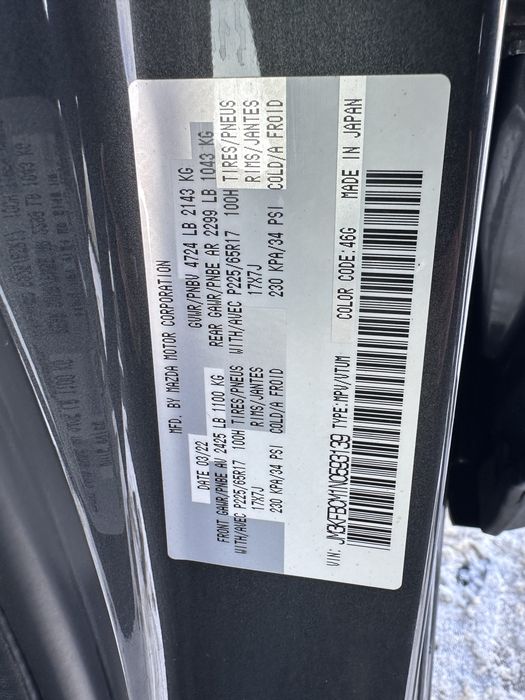 MFD. BY MAZDA MOTOR CORPORATION
DATE 03/22 GVWR/PNBV 4724 LB 2143 KG
FRONT GAWR/PNBE AV 2425 LB 1100 KG REAR GAWR/PNBE AR 2299 LB 1043 KG
WITH/AVEC P225/65R17 100H TIRES/PNEUS WITH/AVEC P225/65R17 100H TIRES/PNEUS
17X7J RIMS/JANTES 17X7J RIMS/JANTES
230 KPA/34 PSI COLD/A FROID 230 KPA/34 PSI COLD/A FROID
COLOR CODE:46G MADE IN JAPAN
VIN: JM3KFBCM1N0593139 TYPE:MPV/VTUM